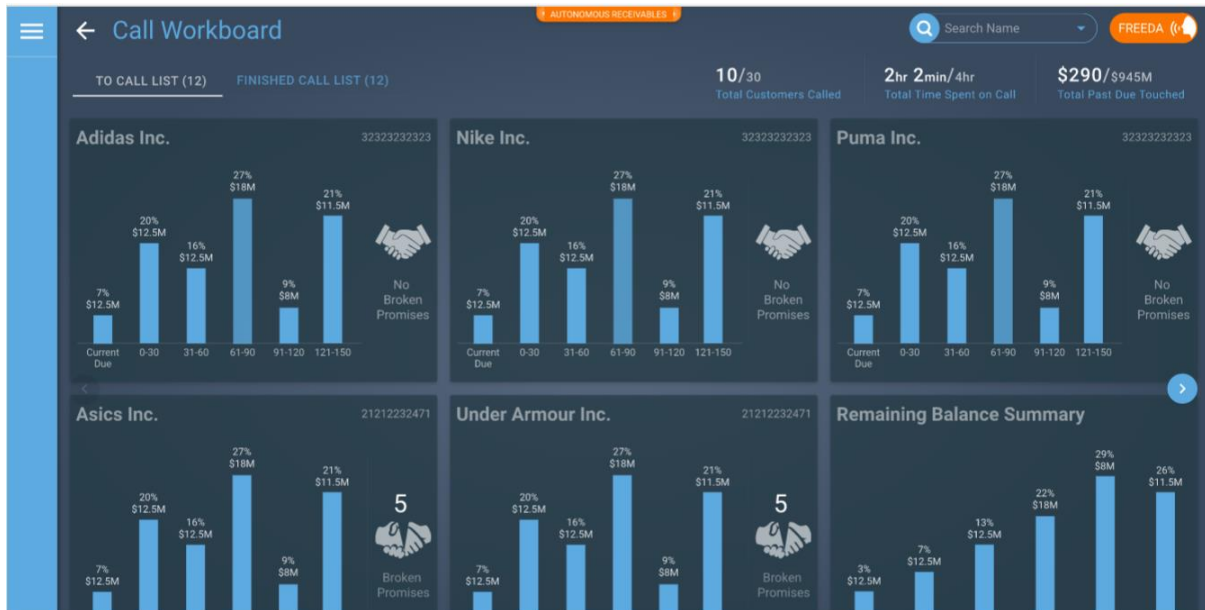 AUTONOMOUS RECEIVABLES
Call Workboard
Search Name
FREEDA
TO CALL LIST (12)
FINISHED CALL LIST (12)
10/30
Total Customers Called
2hr 2min/4hr
Total Time Spent on Call
$290/$945M
Total Past Due Touched
Adidas Inc.
32323232323
7%
$12.5M
20%
$12.5M
16%
$12.5M
27%
$18M
9%
$8M
21%
$11.5M
No
Broken
Promises
Current
Due
0-30
31-60
61-90
91-120
121-150
Nike Inc.
32323232323
7%
$12.5M
20%
$12.5M
16%
$12.5M
27%
$18M
9%
$8M
21%
$11.5M
No
Broken
Promises
Current
Due
0-30
31-60
61-90
91-120
121-150
Puma Inc.
32323232323
7%
$12.5M
20%
$12.5M
16%
$12.5M
27%
$18M
9%
$8M
21%
$11.5M
No
Broken
Promises
Current
Due
0-30
31-60
61-90
91-120
121-150
Asics Inc.
21212232471
7%
$12.5M
20%
$12.5M
16%
$12.5M
27%
$18M
9%
$8M
21%
$11.5M
5
Broken
Promises
Under Armour Inc.
21212232471
7%
$12.5M
20%
$12.5M
16%
$12.5M
27%
$18M
9%
$8M
21%
$11.5M
5
Broken
Promises
Remaining Balance Summary
3%
$12.5M
7%
$12.5M
13%
$12.5M
22%
$18M
29%
$8M
26%
$11.5M